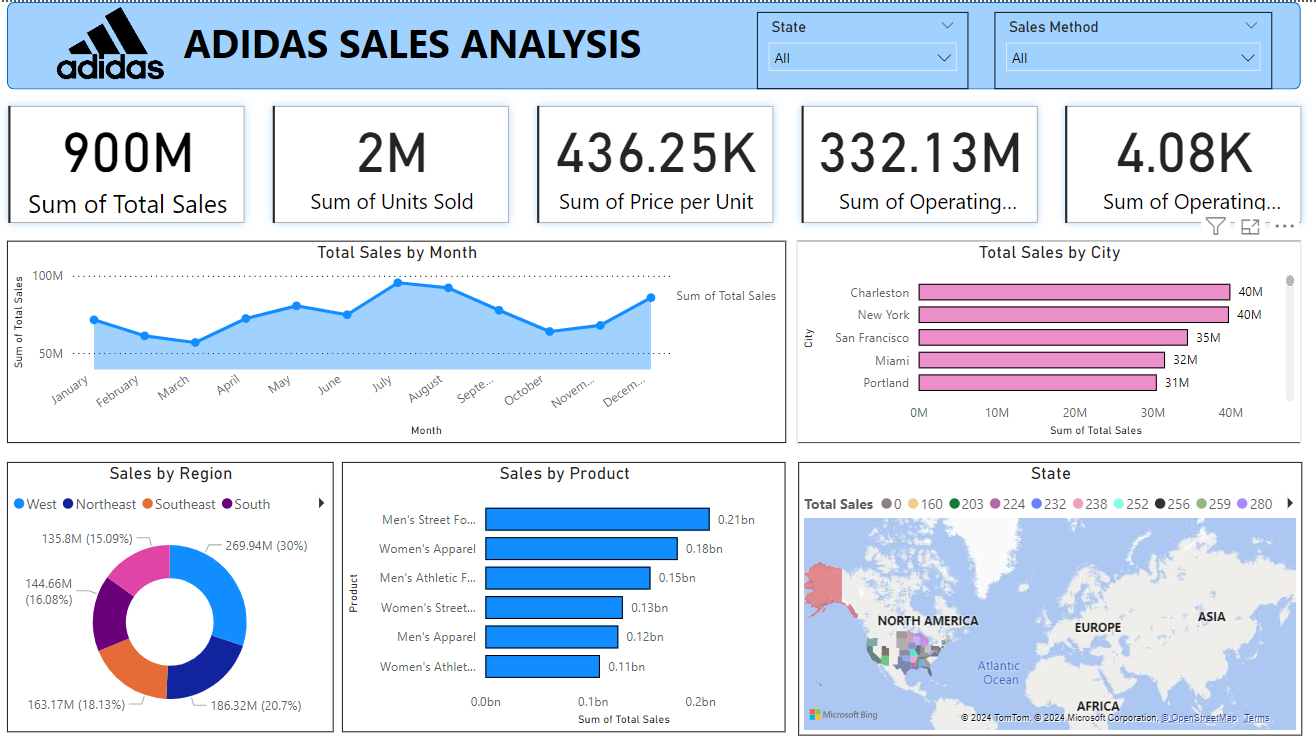 adidas
ADIDAS SALES ANALYSIS
State
All
Sales Method
All
900M
Sum of Total Sales
2M
Sum of Units Sold
436.25K
Sum of Price per Unit
332.13M
Sum of Operating...
4.08K
Sum of Operating...
Total Sales by Month
Sum of Total Sales
100M
50M
Sum of Total Sales
January
February
March
April
May
June
July
August
Septe...
October
Novem...
Decem...
Month
Total Sales by City
City
Charleston 40M
New York 40M
San Francisco 35M
Miami 32M
Portland 31M
0M 10M 20M 30M 40M
Sum of Total Sales
Sales by Region
West Northeast Southeast South
135.8M (15.09%)
269.94M (30%)
144.66M
(16.08%)
163.17M (18.13%)
186.32M (20.7%)
Sales by Product
Product
Men's Street Fo... 0.21bn
Women's Apparel 0.18bn
Men's Athletic F... 0.15bn
Women's Street... 0.13bn
Men's Apparel 0.12bn
Women's Athlet... 0.11bn
0.0bn 0.1bn 0.2bn
Sum of Total Sales
State
Total Sales 0 160 203 224 232 238 252 256 259 280
NORTH AMERICA
EUROPE
ASIA
Atlantic
Ocean
AFRICA
Microsoft Bing
© 2024 TomTom, © 2024 Microsoft Corporation, © OpenStreetMap Terms